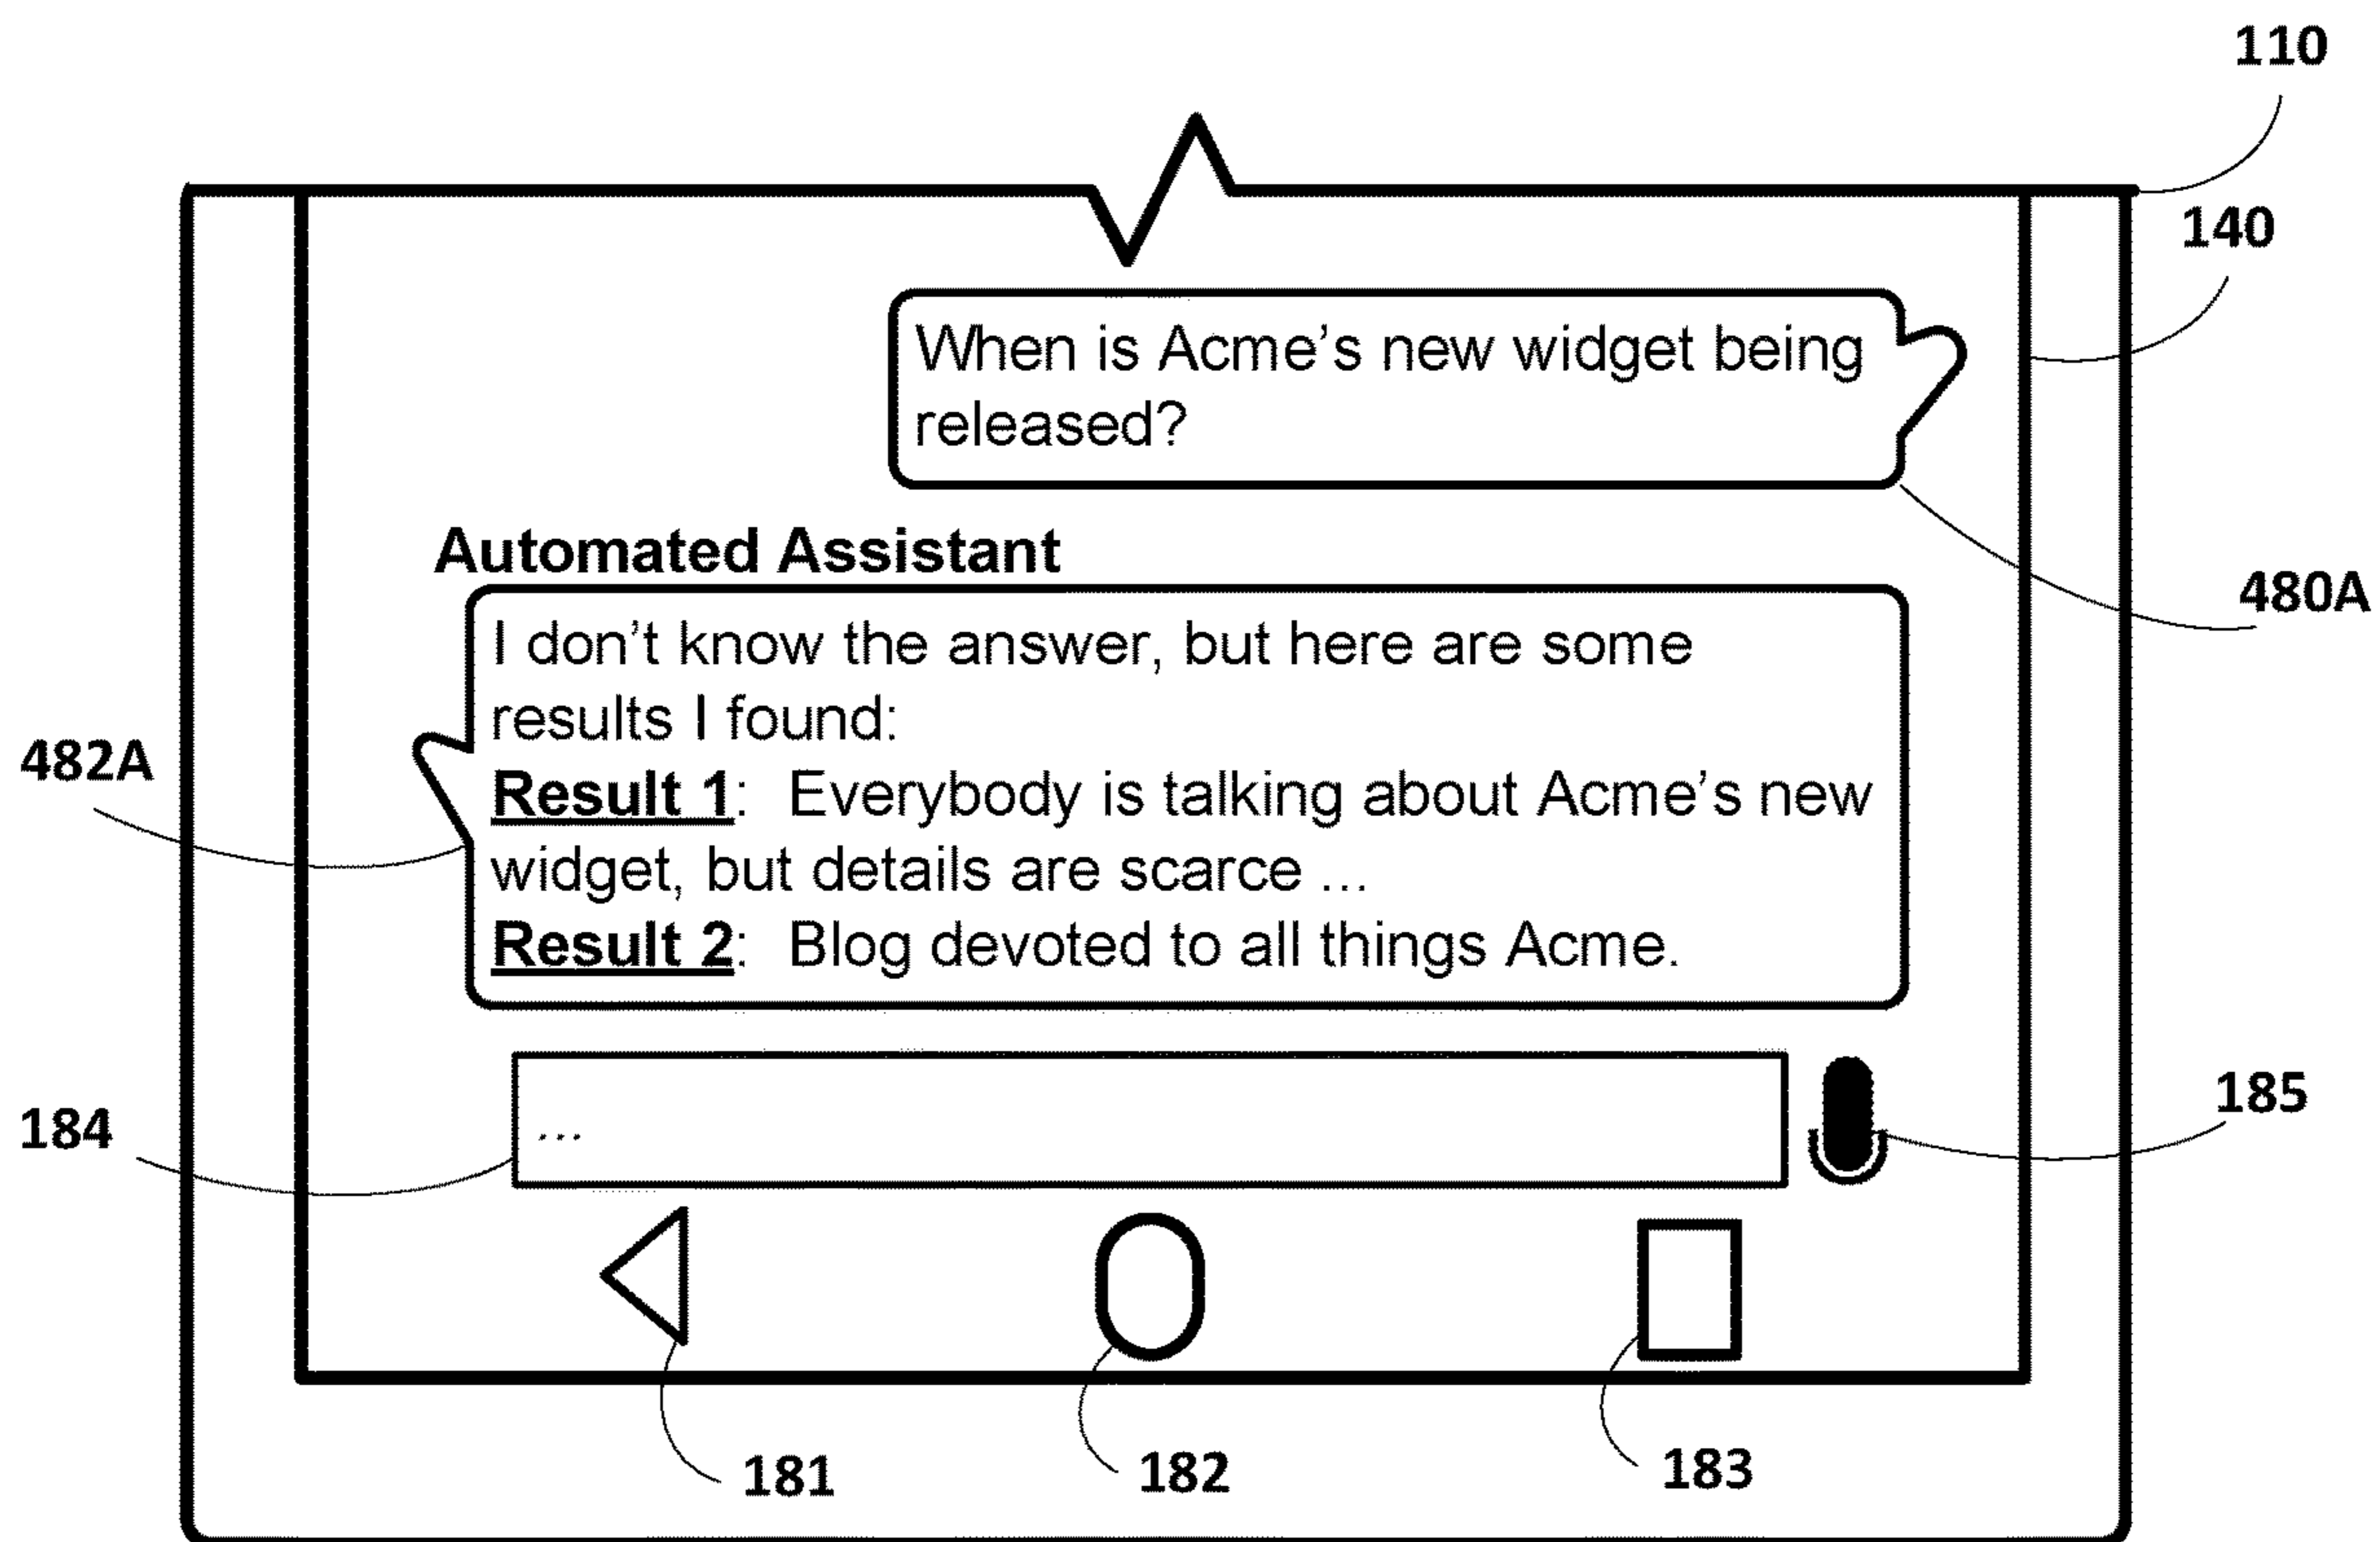 110
140
When is Acme's new widget being
released?
480A
Automated Assistant
I don't know the answer, but here are some
results I found:
Result 1:  Everybody is talking about Acme's new
widget, but details are scarce ...
Result 2:  Blog devoted to all things Acme.
482A
184
...
185
181
182
183